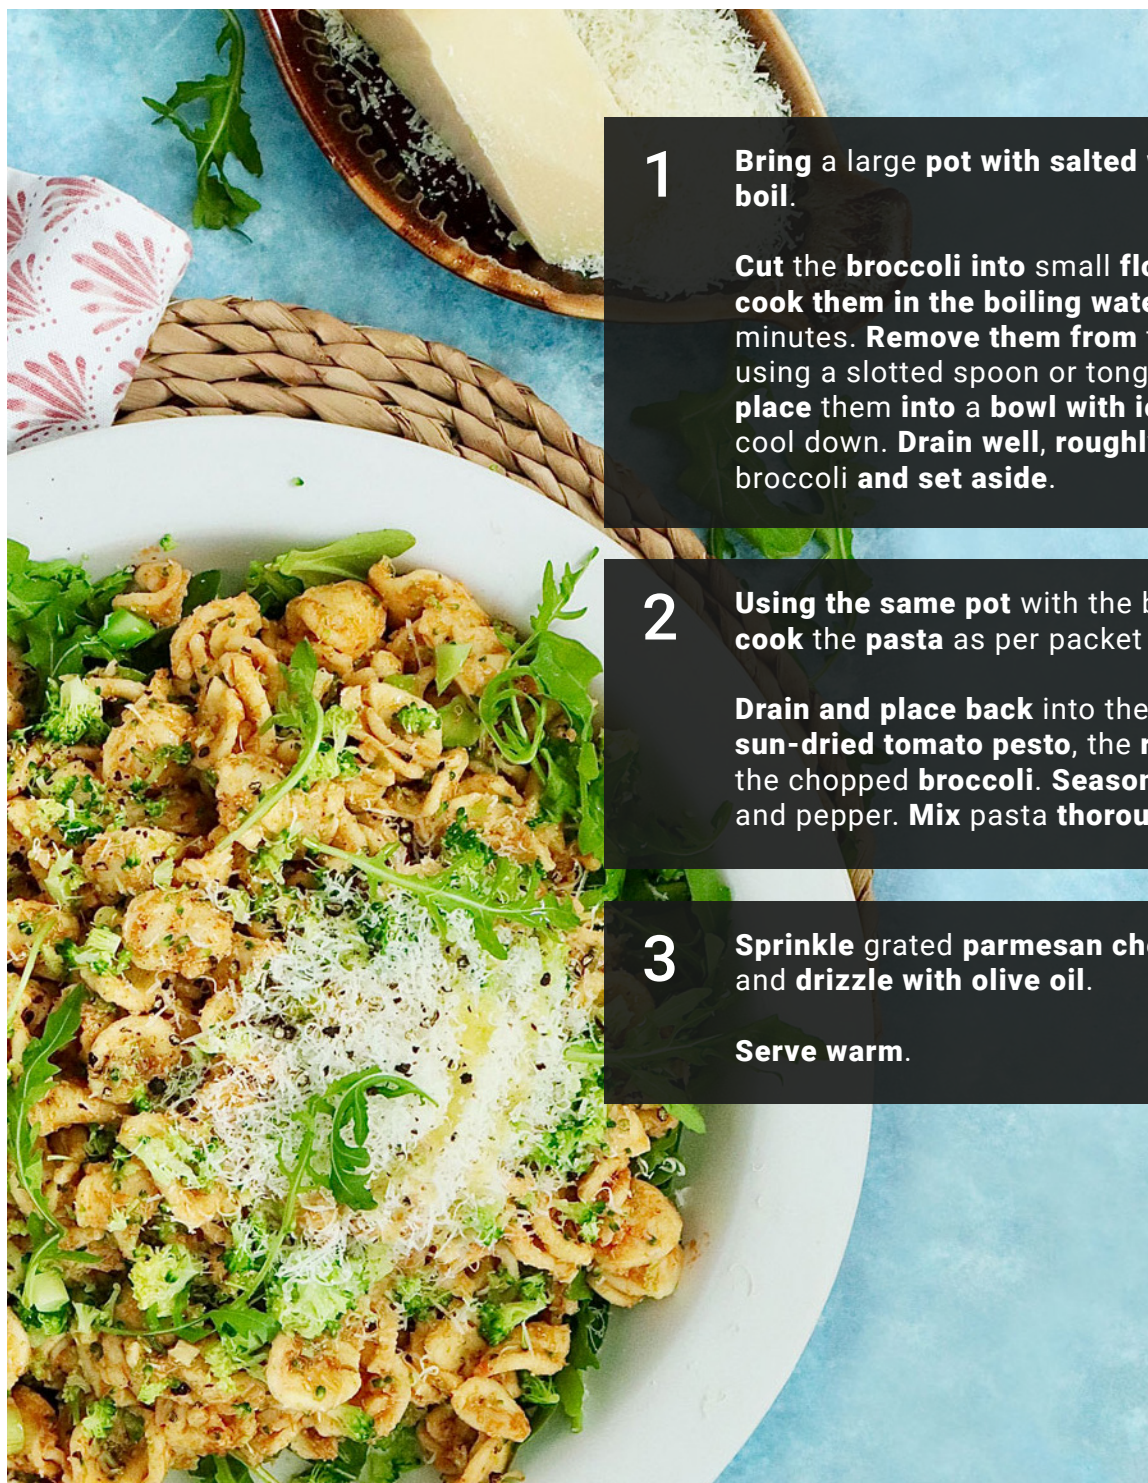 1
Bring a large pot with salted
boil.
Cut the broccoli into small
cook them in the boiling
minutes. Remove them from
using a slotted spoon or
place them into a bowl with
cool down. Drain well,
broccoli and set aside.
2
Using the same pot with the
cook the pasta as per packet
Drain and place back into the
sun-dried tomato pesto, the
the chopped broccoli.
and pepper. Mix pasta
3
Sprinkle grated parmesan
and drizzle with olive oil.
Serve warm.